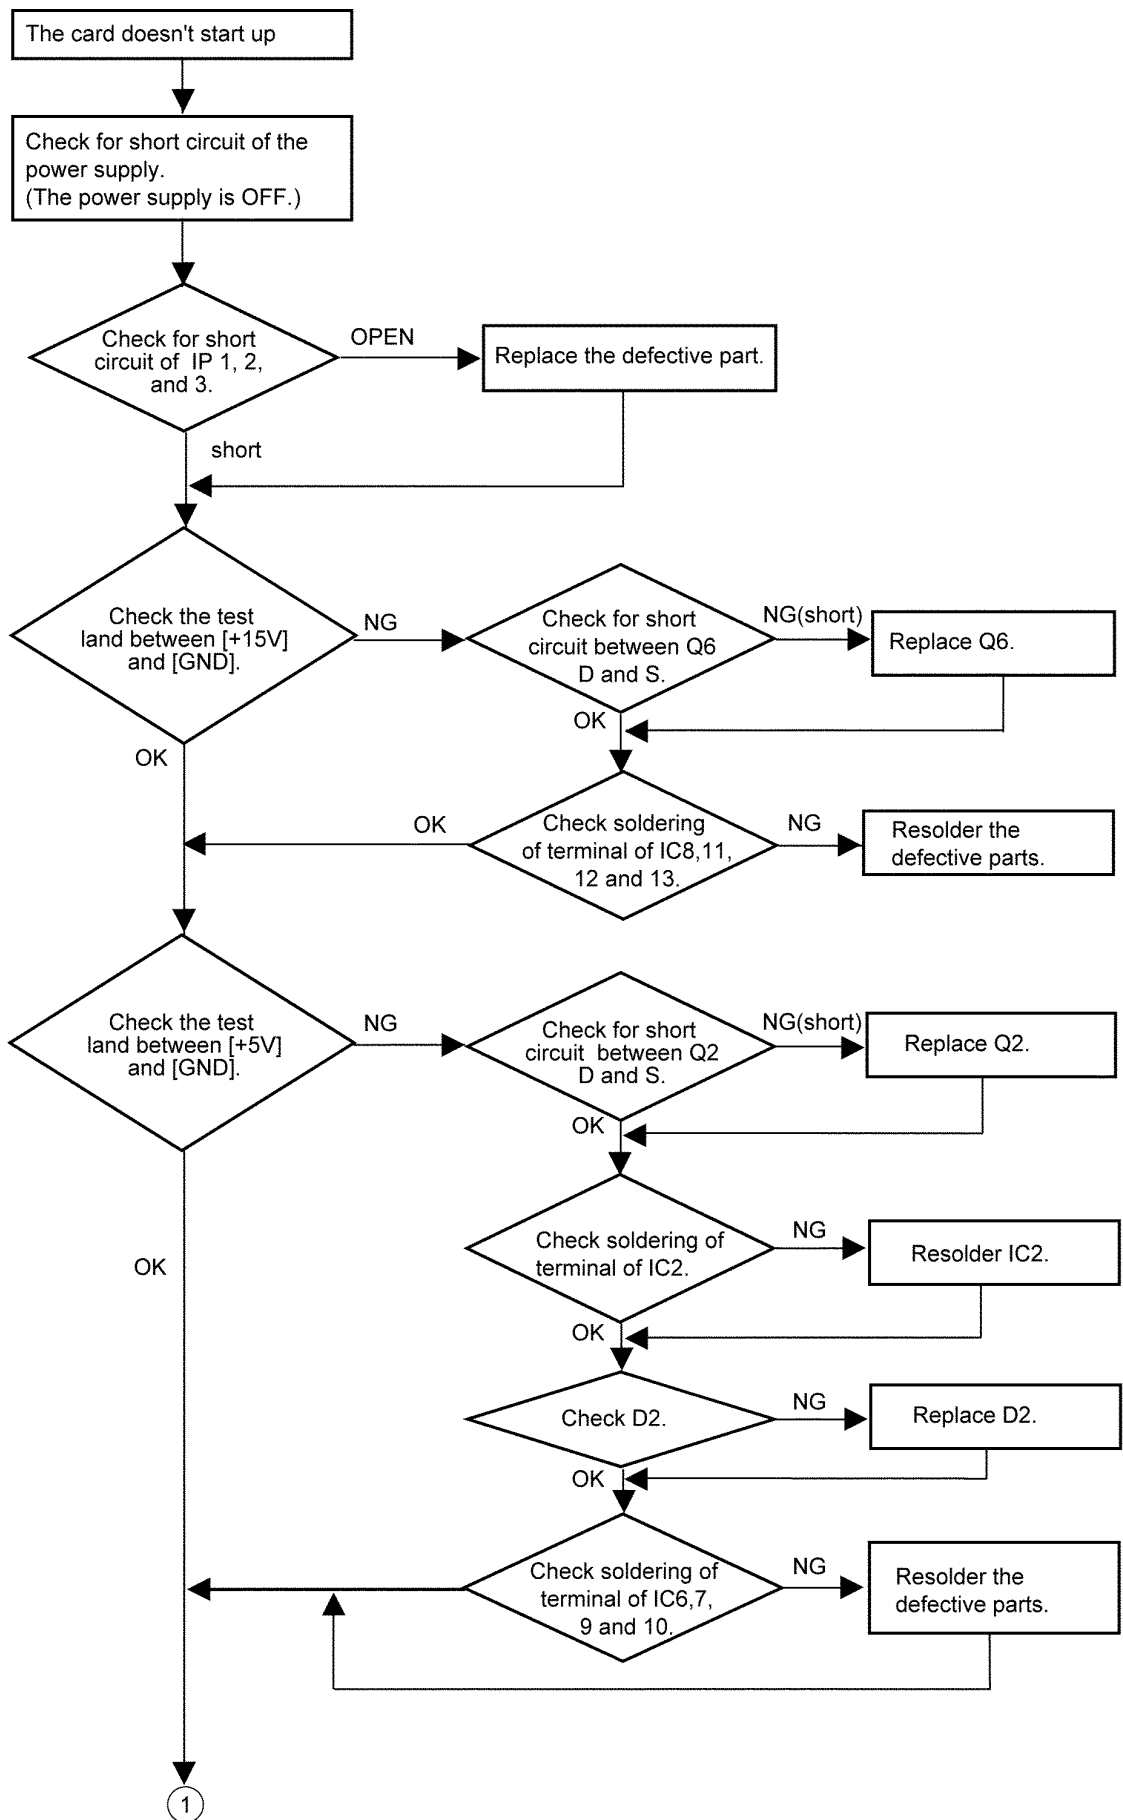 The card doesn't start up
Check for short circuit of the
power supply.
(The power supply is OFF.)
Check for short
circuit of IP 1, 2,
and 3.
OPEN
Replace the defective part.
short
Check the test
land between [+15V]
and [GND].
NG
Check for short
circuit between Q6
D and S.
NG(short)
Replace Q6.
OK
OK
Check soldering
of terminal of IC8,11,
12 and 13.
OK
NG
Resolder the
defective parts.
Check the test
land between [+5V]
and [GND].
NG
Check for short
circuit between Q2
D and S.
NG(short)
Replace Q2.
OK
OK
Check soldering of
terminal of IC2.
NG
Resolder IC2.
OK
Check D2.
NG
Replace D2.
OK
Check soldering of
terminal of IC6,7,
9 and 10.
NG
Resolder the
defective parts.
1